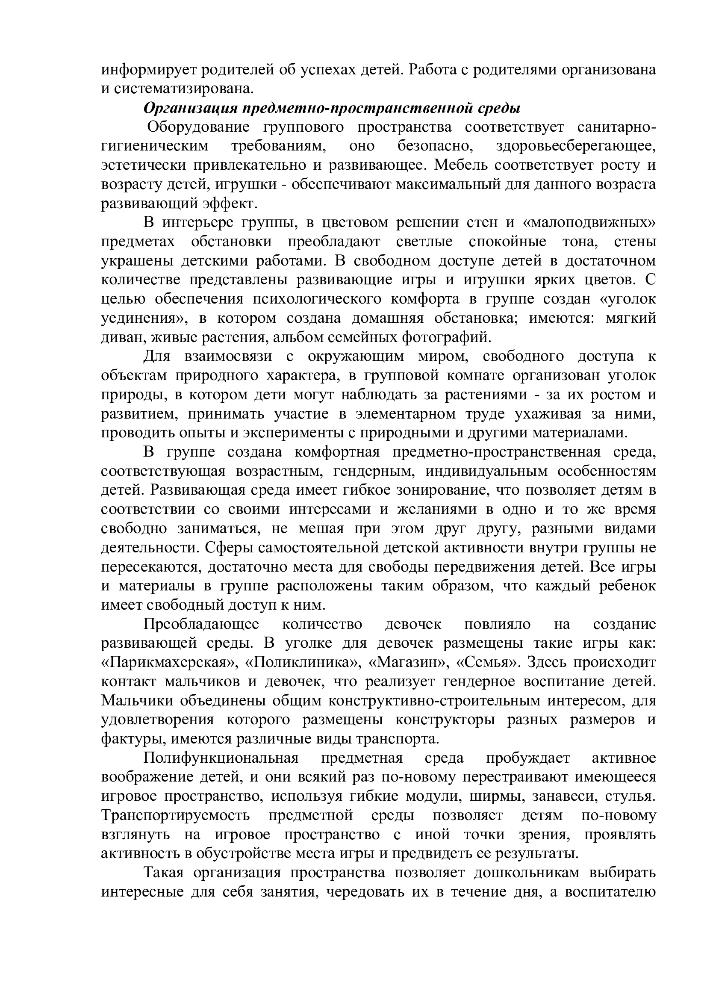 информирует родителей об успехах детей. Работа с родителями организована
и систематизирована.
Организация предметно-пространственной среды
Оборудование группового пространства соответствует санитарно-
гигиеническим требованиям, оно безопасно, здоровьесберегающее,
эстетически привлекательно и развивающее. Мебель соответствует росту и
возрасту детей, игрушки - обеспечивают максимальный для данного возраста
развивающий эффект.
В интерьере группы, в цветовом решении стен и «малоподвижных»
предметах обстановки преобладают светлые спокойные тона, стены
украшены детскими работами. В свободном доступе детей в достаточном
количестве представлены развивающие игры и игрушки ярких цветов. С
целью обеспечения психологического комфорта в группе создан «уголок
уединения», в котором создана домашняя обстановка; имеются: мягкий
диван, живые растения, альбом семейных фотографий.
Для взаимосвязи с окружающим миром, свободного доступа к
объектам природного характера, в групповой комнате организован уголок
природы, в котором дети могут наблюдать за растениями - за их ростом и
развитием, принимать участие в элементарном труде ухаживая за ними,
проводить опыты и эксперименты с природными и другими материалами.
В группе создана комфортная предметно-пространственная среда,
соответствующая возрастным, гендерным, индивидуальным особенностям
детей. Развивающая среда имеет гибкое зонирование, что позволяет детям в
соответствии со своими интересами и желаниями в одно и то же время
свободно заниматься, не мешая при этом друг другу, разными видами
деятельности. Сферы самостоятельной детской активности внутри группы не
пересекаются, достаточно места для свободы передвижения детей. Все игры
и материалы в группе расположены таким образом, что каждый ребенок
имеет свободный доступ к ним.
Преобладающее количество девочек повлияло на создание
развивающей среды. В уголке для девочек размещены такие игры как:
«Парикмахерская», «Поликлиника», «Магазин», «Семья». Здесь происходит
контакт мальчиков и девочек, что реализует гендерное воспитание детей.
Мальчики объединены общим конструктивно-строительным интересом, для
удовлетворения которого размещены конструкторы разных размеров и
фактуры, имеются различные виды транспорта.
Полифункциональная предметная среда пробуждает активное
воображение детей, и они всякий раз по-новому перестраивают имеющееся
игровое пространство, используя гибкие модули, ширмы, занавеси, стулья.
Транспортируемость предметной среды позволяет детям по-новому
взглянуть на игровое пространство с иной точки зрения, проявлять
активность в обустройстве места игры и предвидеть ее результаты.
Такая организация пространства позволяет дошкольникам выбирать
интересные для себя занятия, чередовать их в течение дня, а воспитателю